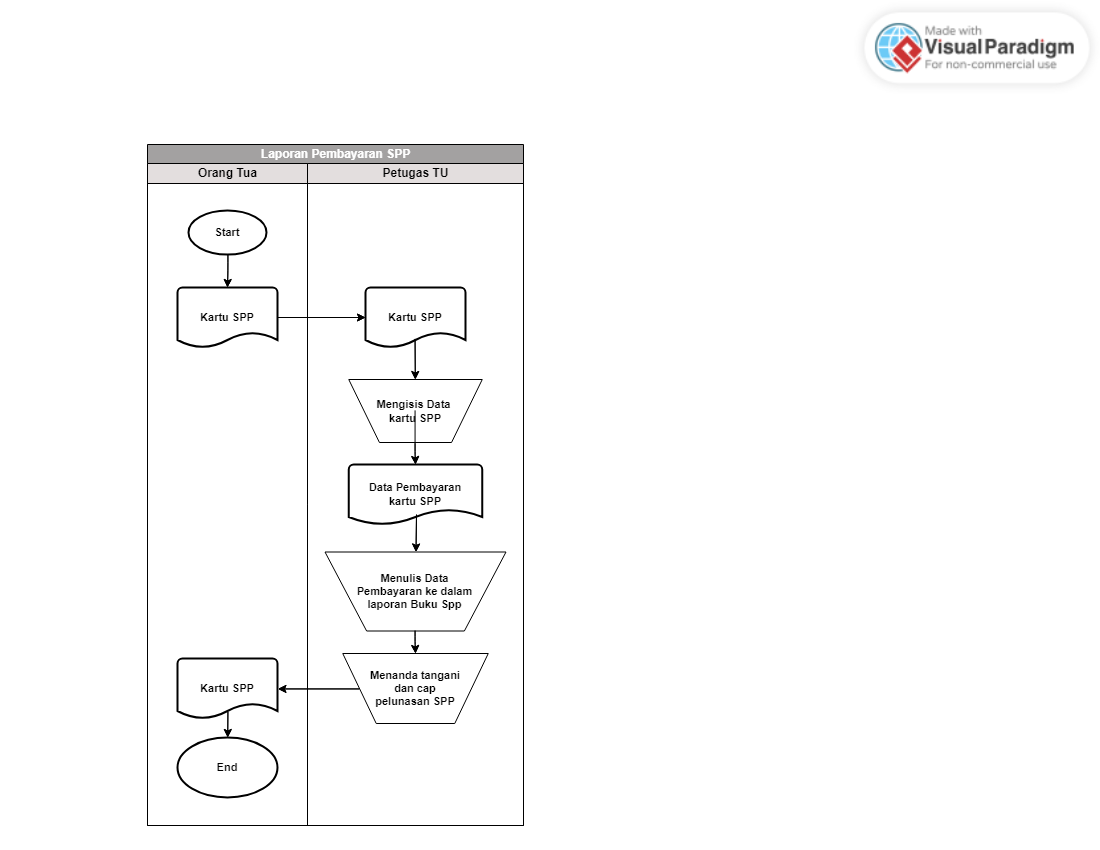 Made with
Visual Paradigm
For non-commercial use
Laporan Pembayaran SPP
Orang Tua
Petugas TU
Start
Kartu SPP
Kartu SPP
Mengisis Data
kartu SPP
Data Pembayaran
kartu SPP
Menulis Data
Pembayaran ke dalam
laporan Buku Spp
Menanda tangani
dan cap
pelunasan SPP
Kartu SPP
End